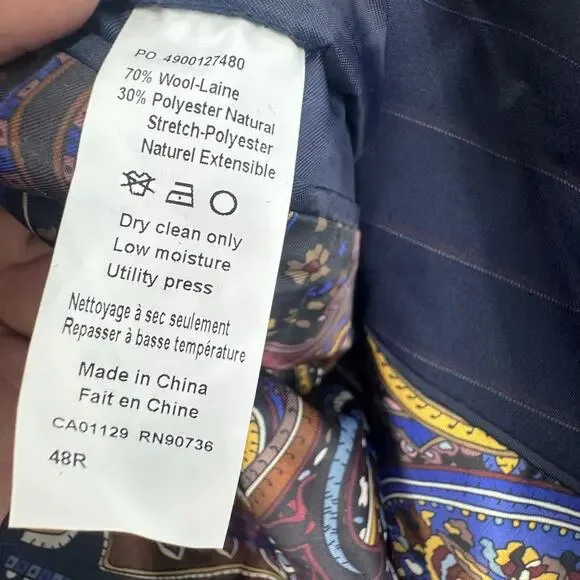 PO 4900127480
70% Wool-Laine
30% Polyester Natural
Stretch-Polyester
Naturel Extensible
Dry clean only
Low moisture
Utility press
Nettoyage à sec seulement
Repasser à basse température
Made in China
Fait en Chine
CA01129 RN90736
48R